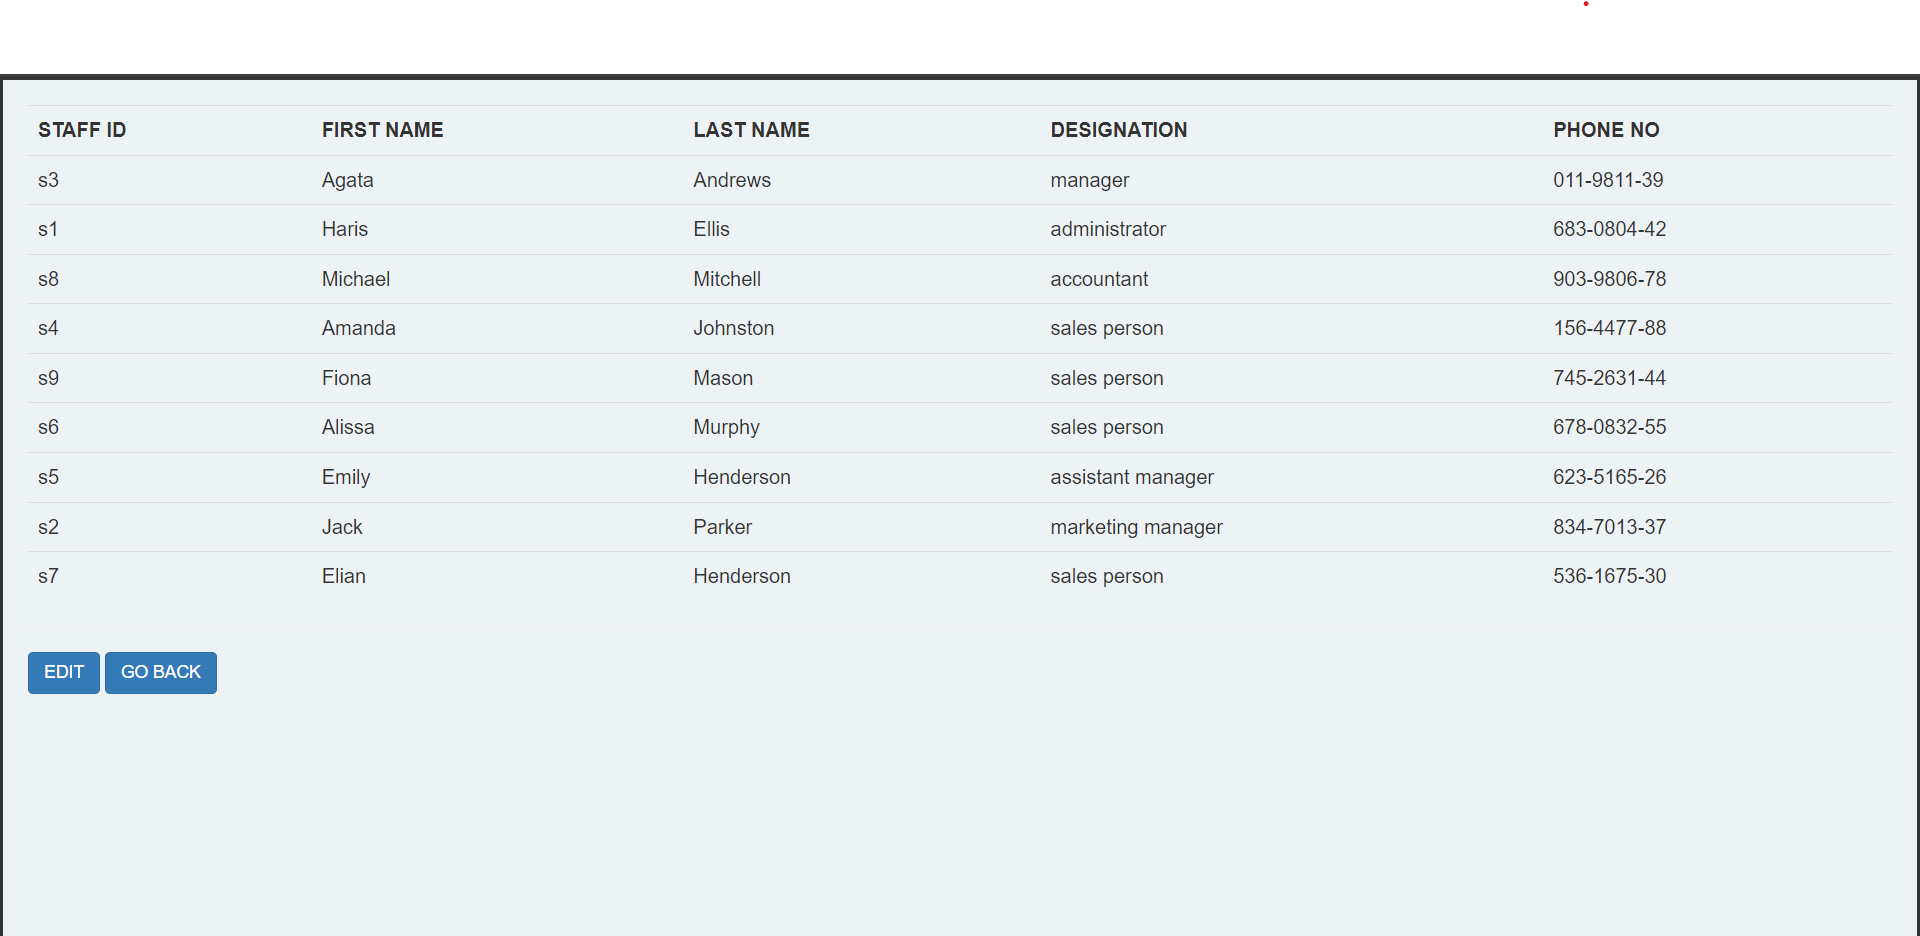 STAFF ID FIRST NAME LAST NAME DESIGNATION PHONE NO
s3 Agata Andrews manager 011-9811-39
s1 Haris Ellis administrator 683-0804-42
s8 Michael Mitchell accountant 903-9806-78
s4 Amanda Johnston sales person 156-4477-88
s9 Fiona Mason sales person 745-2631-44
s6 Alissa Murphy sales person 678-0832-55
s5 Emily Henderson assistant manager 623-5165-26
s2 Jack Parker marketing manager 834-7013-37
s7 Elian Henderson sales person 536-1675-30
EDIT GO BACK